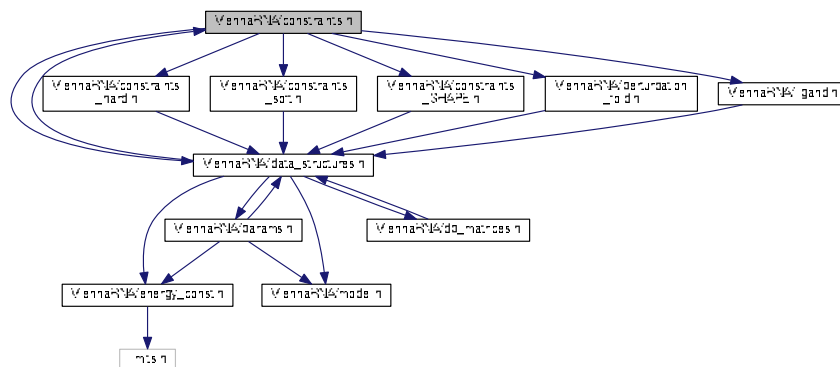 ViennaRNA/constraints.h
ViennaRNA/constraints
_hard.h
ViennaRNA/constraints
_soft.h
ViennaRNA/constraints
_SHAPE.h
ViennaRNA/perturbation
_fold.h
ViennaRNA/ligand.h
ViennaRNA/data_structures.h
ViennaRNA/params.h
ViennaRNA/dp_matrices.h
ViennaRNA/energy_const.h
ViennaRNA/model.h
limits.h